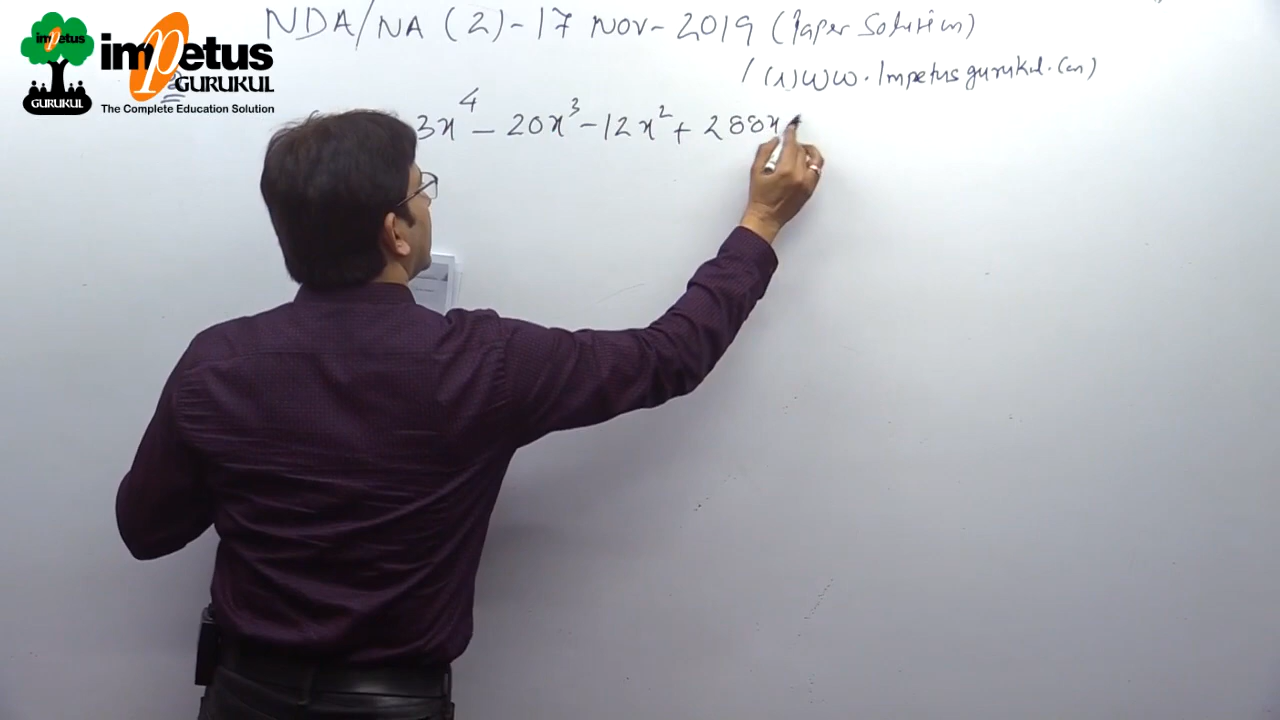 impetus
impetus
GURUKUL
GURUKUL
The Complete Education Solution
NDA/NA (2) - 17 Nov - 2019 (Paper Solution)
/ www.Impetusgurukul.com
3x⁴ - 20x³ - 12x² + 288x